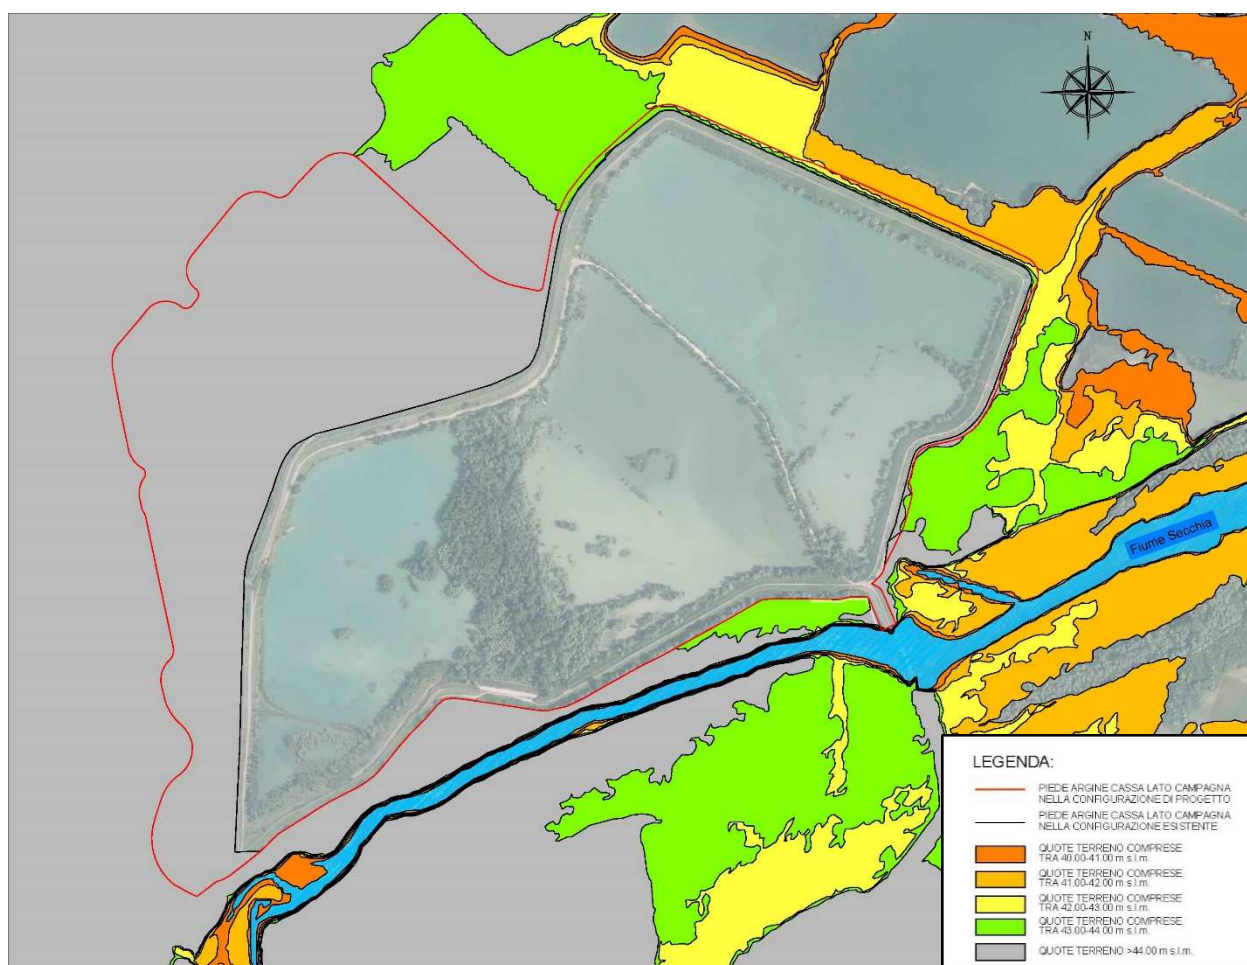 N
Fiume Secchia
LEGENDA:
PIEDE ARGINE CASSA LATO CAMPAGNA
NELLA CONFIGURAZIONE DI PROGETTO
PIEDE ARGINE CASSA LATO CAMPAGNA
NELLA CONFIGURAZIONE ESISTENTE
QUOTE TERRENO COMPRESE
TRA 40.00-41.00 m s.l.m.
QUOTE TERRENO COMPRESE
TRA 41.00-42.00 m s.l.m.
QUOTE TERRENO COMPRESE
TRA 42.00-43.00 m s.l.m.
QUOTE TERRENO COMPRESE
TRA 43.00-44.00 m s.l.m.
QUOTE TERRENO >44.00 m s.l.m.